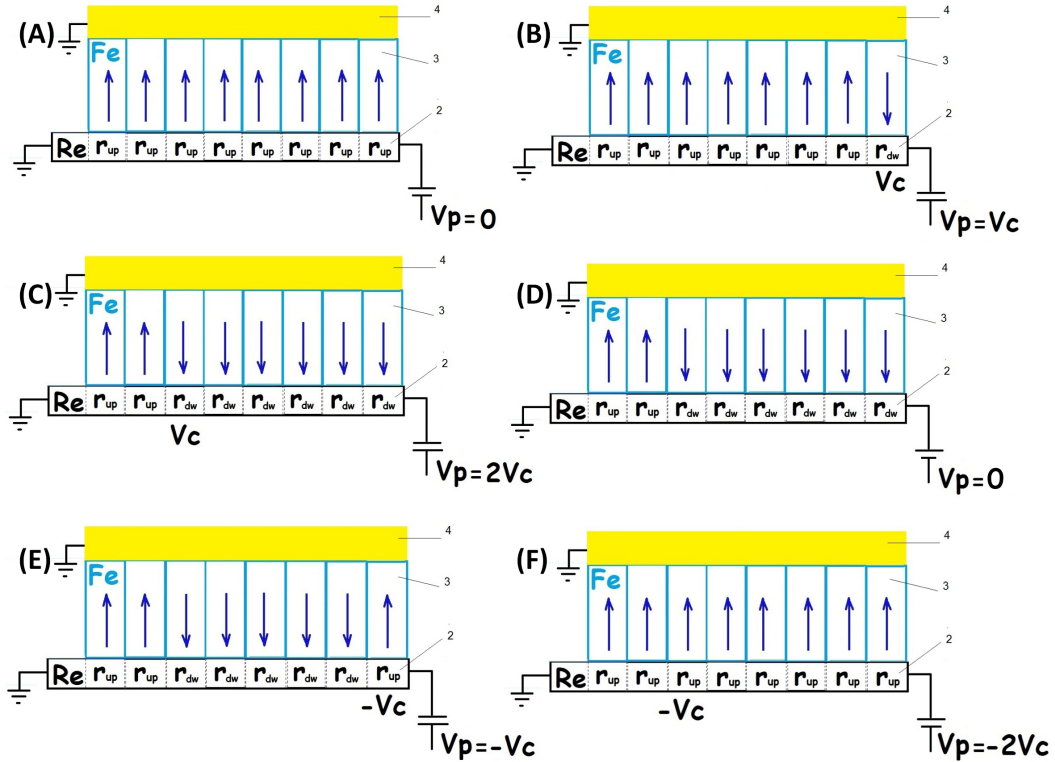 (A)
4
Fe
3
2
Re rup rup rup rup rup rup rup rup
Vp=0
(B)
4
Fe
3
2
Re rup rup rup rup rup rup rup rdw
Vc
Vp=Vc
(C)
4
Fe
3
2
Re rup rup rdw rdw rdw rdw rdw rdw
Vc
Vp=2Vc
(D)
4
Fe
3
2
Re rup rup rdw rdw rdw rdw rdw rdw
Vp=0
(E)
4
Fe
3
2
Re rup rup rdw rdw rdw rdw rdw rup
-Vc
Vp=-Vc
(F)
4
Fe
3
2
Re rup rup rup rup rup rup rup rup
-Vc
Vp=-2Vc